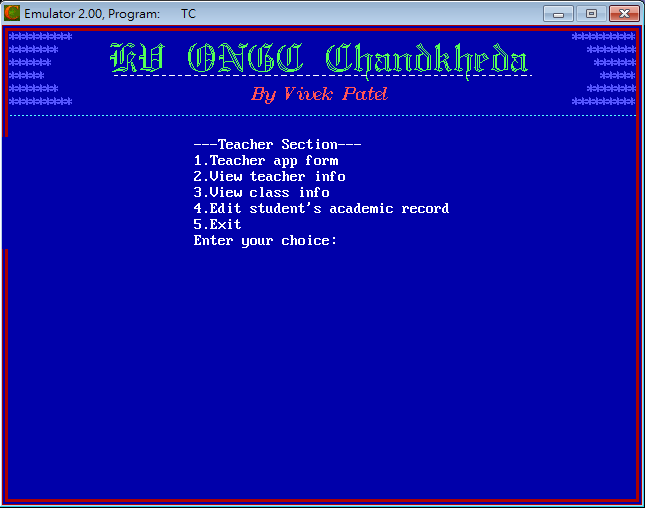 Emulator 2.00, Program: TC
KV ONGC Chandkheda
By Vivek Patel
---Teacher Section---
1.Teacher app form
2.View teacher info
3.View class info
4.Edit student's academic record
5.Exit
Enter your choice: